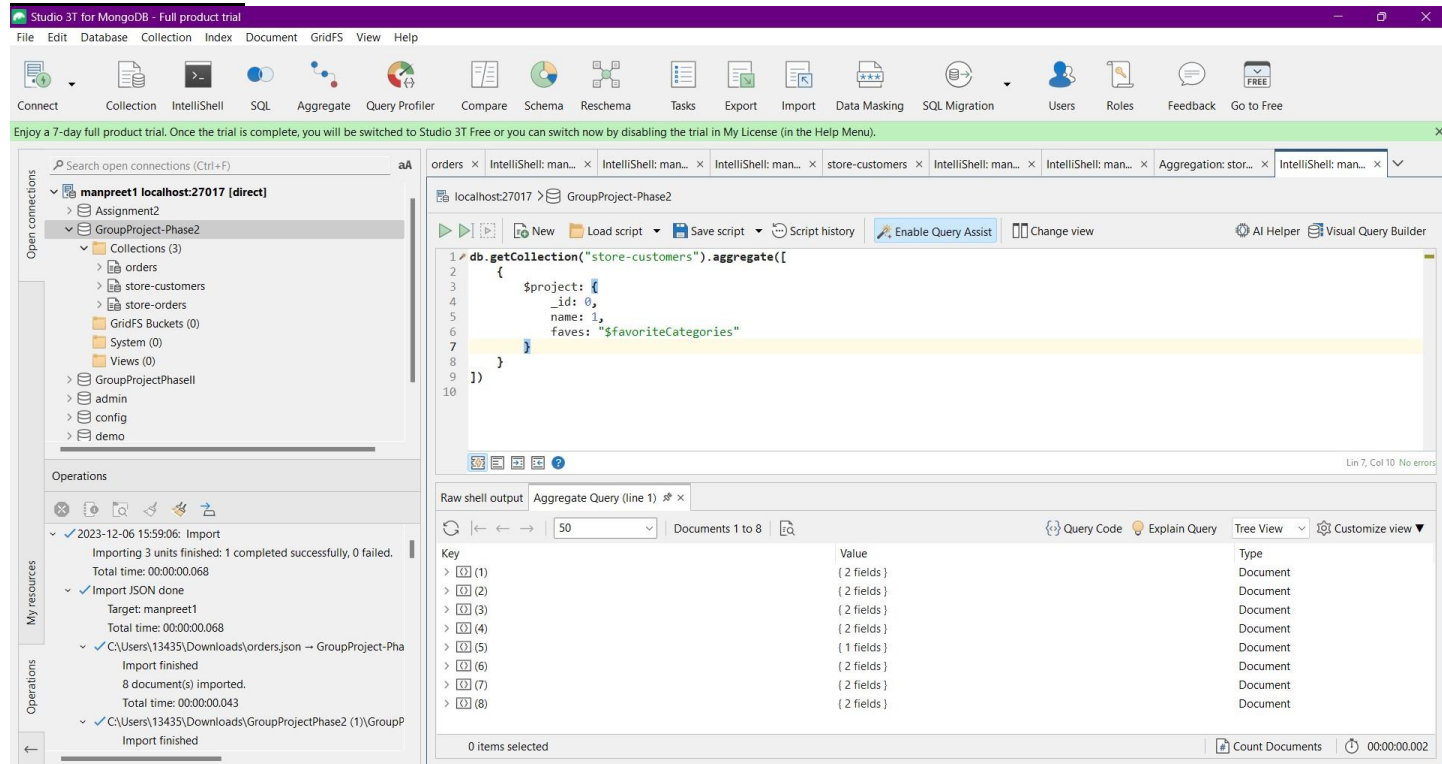 Studio 3T for MongoDB - Full product trial
File Edit Database Collection Index Document GridFS View Help
FREE
Connect Collection IntelliShell SQL Aggregate Query Profiler Compare Schema Reschema Tasks Export Import Data Masking SQL Migration Users Roles Feedback Go to Free
Enjoy a 7-day full product trial. Once the trial is complete, you will be switched to Studio 3T Free or you can switch now by disabling the trial in My License (in the Help Menu).
Open connections
My resources
Operations
Search open connections (Ctrl+F) aA
manpreet1 localhost:27017 [direct]
Assignment2
GroupProject-Phase2
Collections (3)
orders
store-customers
store-orders
GridFS Buckets (0)
System (0)
Views (0)
GroupProjectPhaseII
admin
config
demo
Operations
2023-12-06 15:59:06: Import
Importing 3 units finished: 1 completed successfully, 0 failed.
Total time: 00:00:00.068
Import JSON done
Target: manpreet1
Total time: 00:00:00.068
C:\Users\13435\Downloads\orders.json → GroupProject-Pha
Import finished
8 document(s) imported.
Total time: 00:00:00.043
C:\Users\13435\Downloads\GroupProjectPhase2 (1)\GroupP
Import finished
orders IntelliShell: man... IntelliShell: man... IntelliShell: man... store-customers IntelliShell: man... IntelliShell: man... Aggregation: stor... IntelliShell: man...
localhost:27017 > GroupProject-Phase2
New Load script Save script Script history Enable Query Assist Change view AI Helper Visual Query Builder
1 db.getCollection("store-customers").aggregate([
2 {
3 $project: {
4 _id: 0,
5 name: 1,
6 faves: "$favoriteCategories"
7 }
8 }
9 ])
10
Lin 7, Col 10 No errors
Raw shell output Aggregate Query (line 1)
50 Documents 1 to 8 Query Code Explain Query Tree View Customize view
Key Value Type
(1) { 2 fields } Document
(2) { 2 fields } Document
(3) { 2 fields } Document
(4) { 2 fields } Document
(5) { 1 fields } Document
(6) { 2 fields } Document
(7) { 2 fields } Document
(8) { 2 fields } Document
0 items selected Count Documents 00:00:00.002